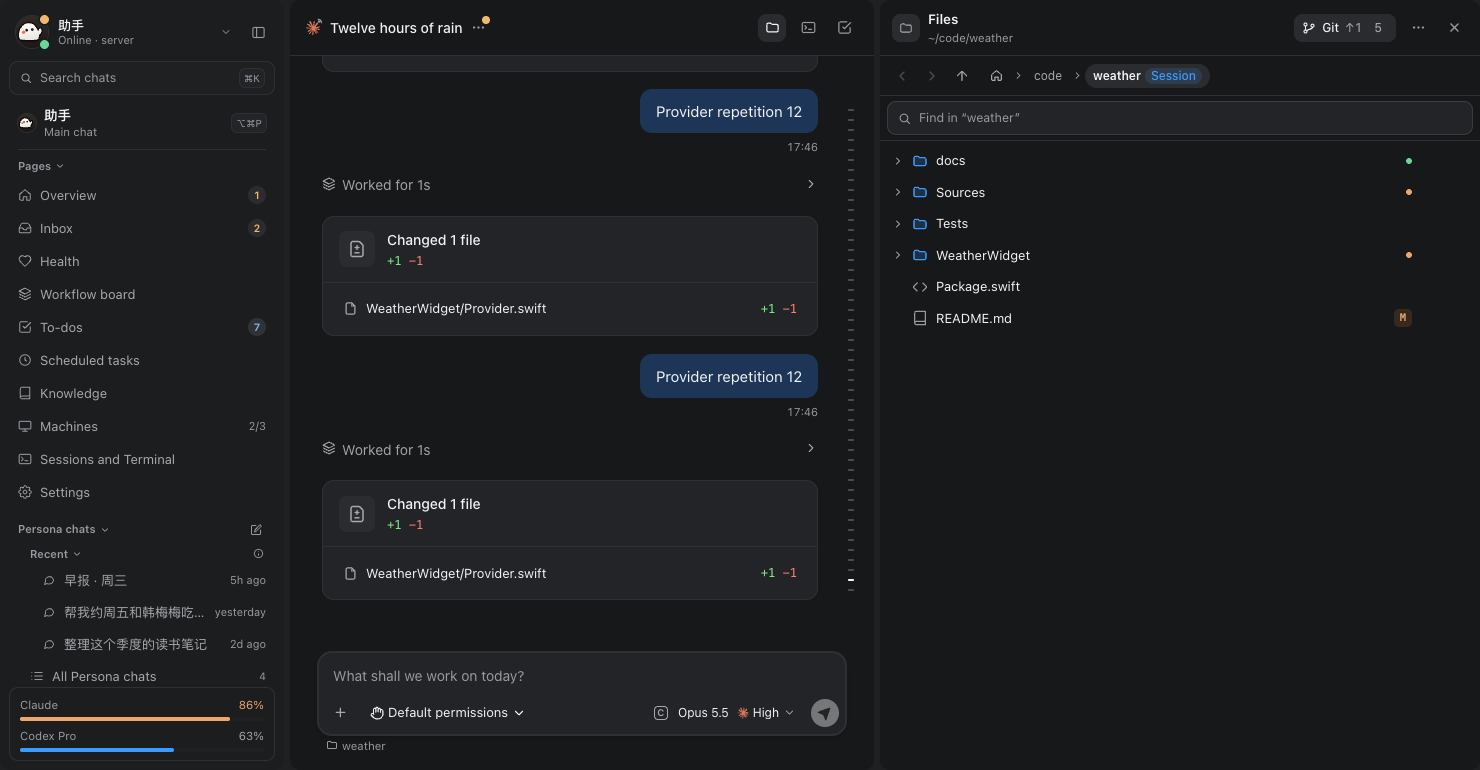 助手
Online · server
Search chats
⌘K
助手
Main chat
⌥⌘P
Pages
Overview
1
Inbox
2
Health
Workflow board
To-dos
7
Scheduled tasks
Knowledge
Machines
2/3
Sessions and Terminal
Settings
Persona chats
Recent
早报 · 周三
5h ago
帮我约周五和韩梅梅吃...
yesterday
整理这个季度的读书笔记
2d ago
All Persona chats
4
Claude
86%
Codex Pro
63%
Twelve hours of rain
Provider repetition 12
17:46
Worked for 1s
Changed 1 file
+1 −1
WeatherWidget/Provider.swift
+1 −1
Provider repetition 12
17:46
Worked for 1s
Changed 1 file
+1 −1
WeatherWidget/Provider.swift
+1 −1
What shall we work on today?
Default permissions
C
Opus 5.5
High
weather
Files
~/code/weather
Git ↑1 5
code
weather Session
Find in “weather”
docs
Sources
Tests
WeatherWidget
Package.swift
README.md
M